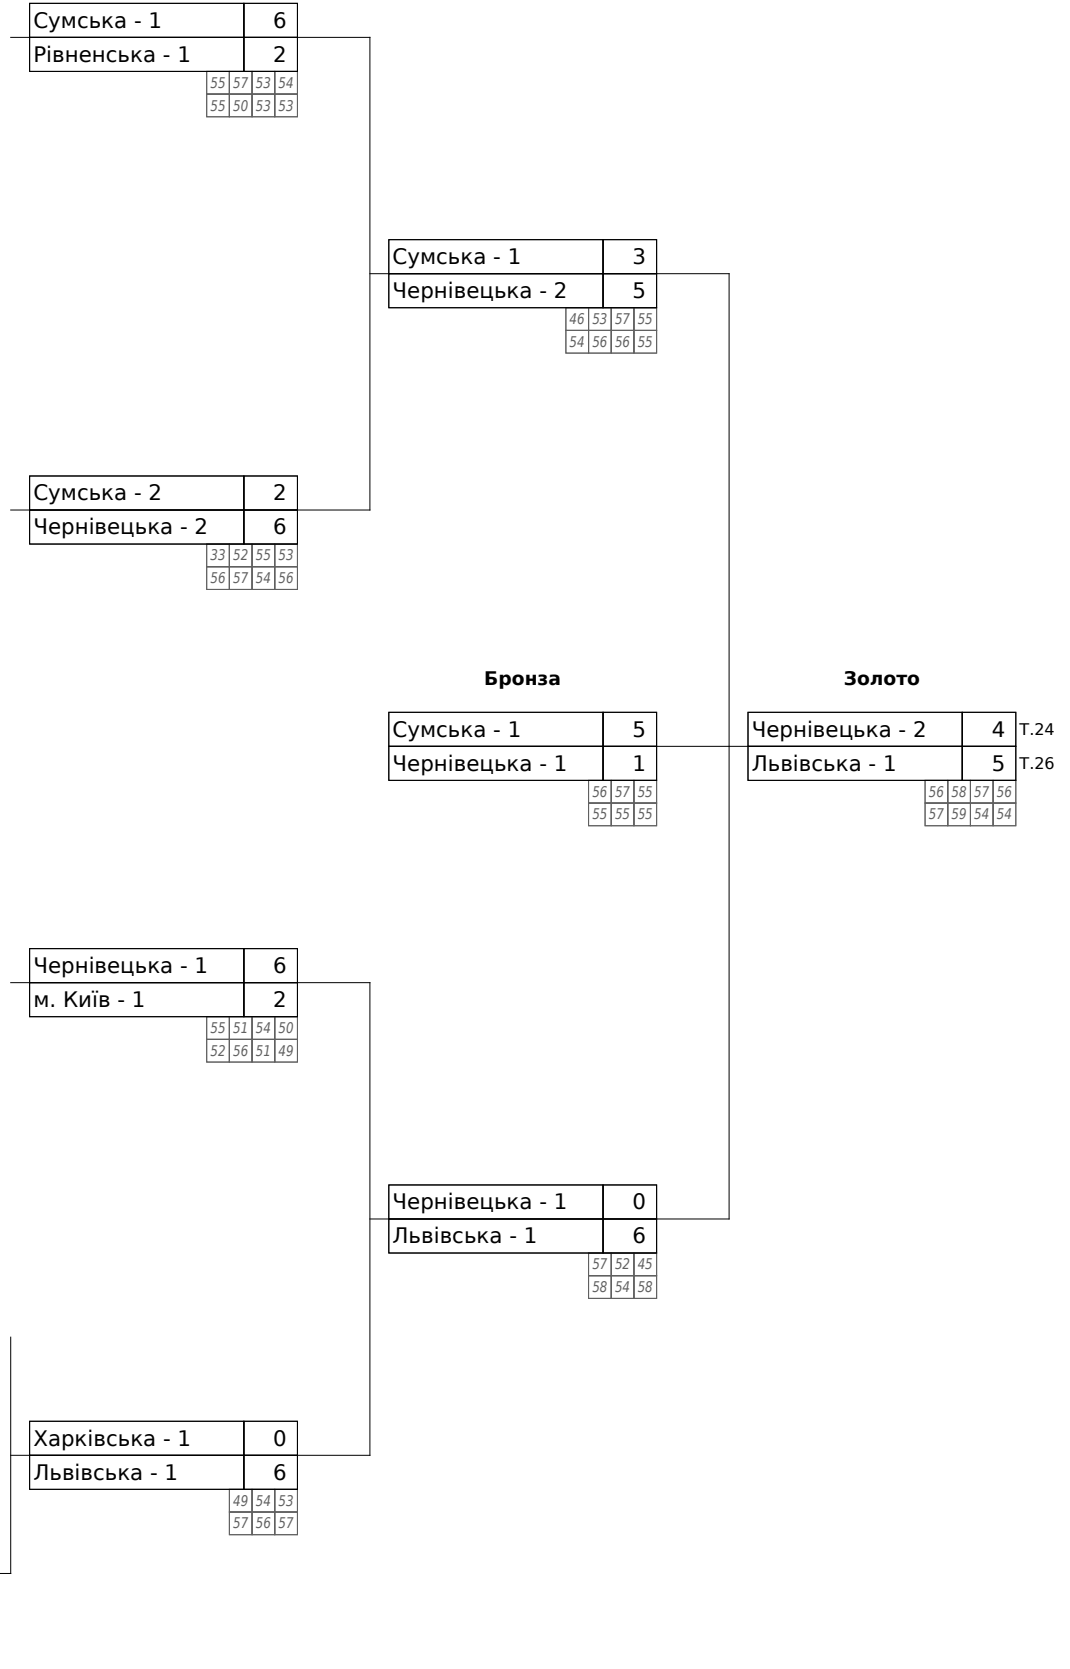 Сумська - 1 6
Рівненська - 1 2
55 57 53 54
55 50 53 53
Сумська - 1 3
Чернівецька - 2 5
46 53 57 55
54 56 56 55
Сумська - 2 2
Чернівецька - 2 6
33 52 55 53
56 57 54 56
Бронза
Сумська - 1 5
Чернівецька - 1 1
56 57 55
55 55 55
Золото
Чернівецька - 2 4 T.24
Львівська - 1 5 T.26
56 58 57 56
57 59 54 54
Чернівецька - 1 6
м. Київ - 1 2
55 51 54 50
52 56 51 49
Чернівецька - 1 0
Львівська - 1 6
57 52 45
58 54 58
Харківська - 1 0
Львівська - 1 6
49 54 53
57 56 57